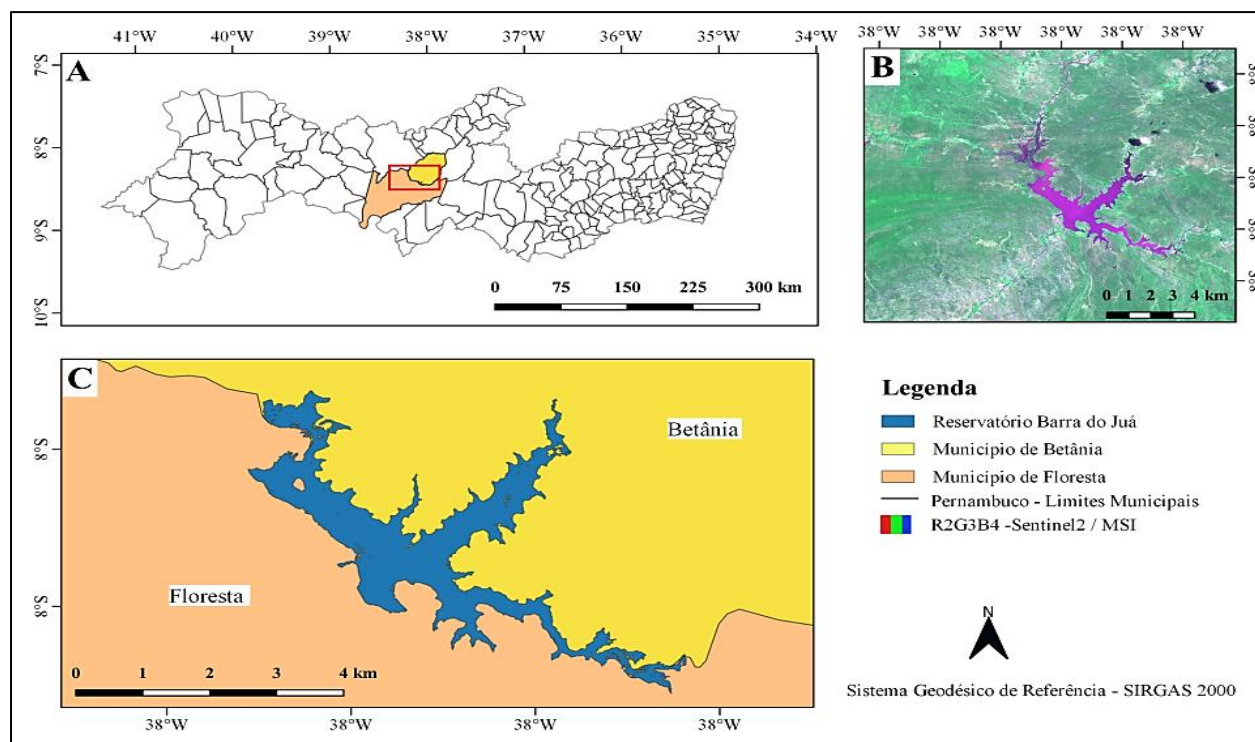 41°W 40°W 39°W 38°W 37°W 36°W 35°W 34°W
A
7°S
8°S
9°S
10°S
0 75 150 225 300 km
38°W 38°W 38°W 38°W 38°W 38°W
B
0 1 2 3 4 km
C
8°S
8°S
Betânia
Floresta
0 1 2 3 4 km
38°W 38°W 38°W
Legenda
Reservatório Barra do Juá
Município de Betânia
Município de Floresta
Pernambuco - Limites Municipais
R2G3B4 -Sentinel2 / MSI
N
Sistema Geodésico de Referência - SIRGAS 2000